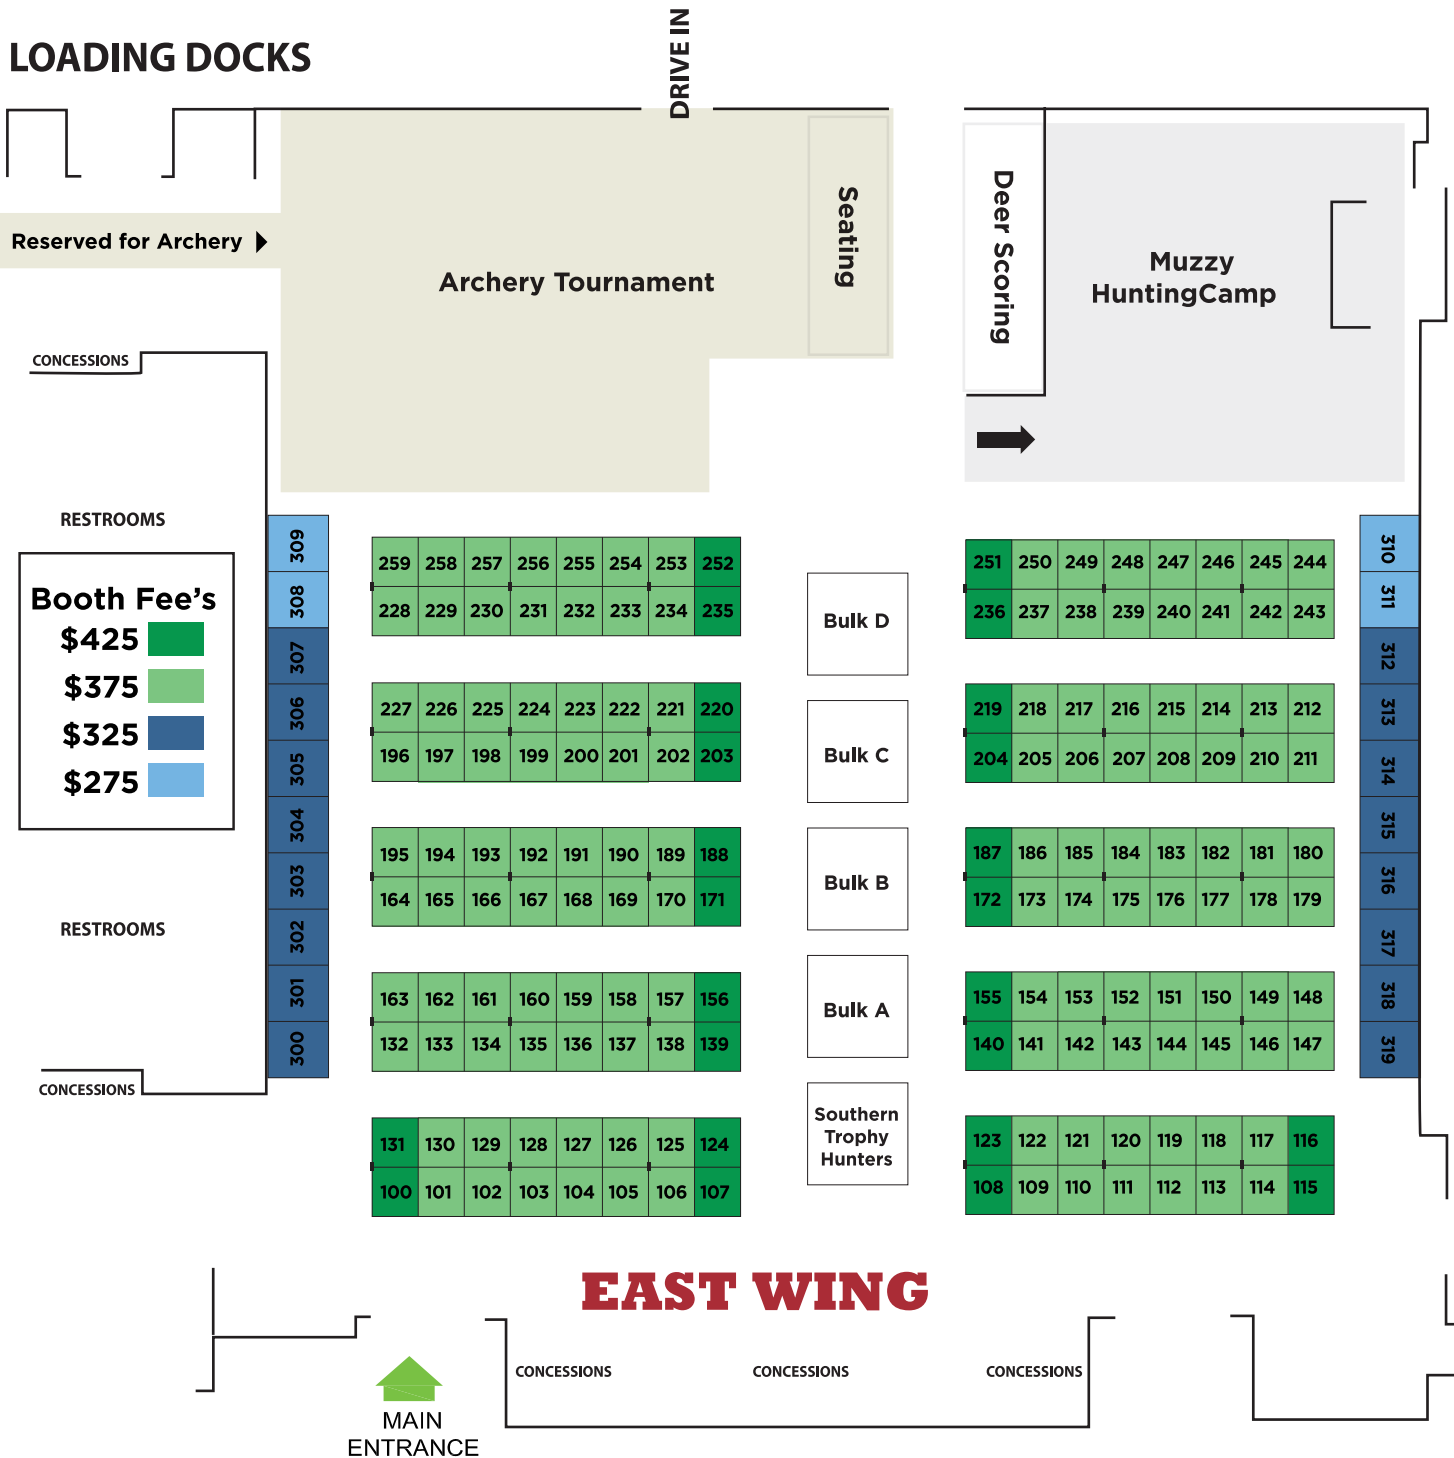 LOADING DOCKS
DRIVE IN
Reserved for Archery
Archery Tournament
Seating
Deer Scoring
Muzzy
HuntingCamp
CONCESSIONS
RESTROOMS
Booth Fee's
$425
$375
$325
$275
RESTROOMS
CONCESSIONS
309
308
307
306
305
304
303
302
301
300
259 258 257 256 255 254 253 252
228 229 230 231 232 233 234 235
227 226 225 224 223 222 221 220
196 197 198 199 200 201 202 203
195 194 193 192 191 190 189 188
164 165 166 167 168 169 170 171
163 162 161 160 159 158 157 156
132 133 134 135 136 137 138 139
131 130 129 128 127 126 125 124
100 101 102 103 104 105 106 107
Bulk D
Bulk C
Bulk B
Bulk A
Southern
Trophy
Hunters
251 250 249 248 247 246 245 244
236 237 238 239 240 241 242 243
219 218 217 216 215 214 213 212
204 205 206 207 208 209 210 211
187 186 185 184 183 182 181 180
172 173 174 175 176 177 178 179
155 154 153 152 151 150 149 148
140 141 142 143 144 145 146 147
123 122 121 120 119 118 117 116
108 109 110 111 112 113 114 115
310
311
312
313
314
315
316
317
318
319
EAST WING
CONCESSIONS CONCESSIONS CONCESSIONS
MAIN
ENTRANCE